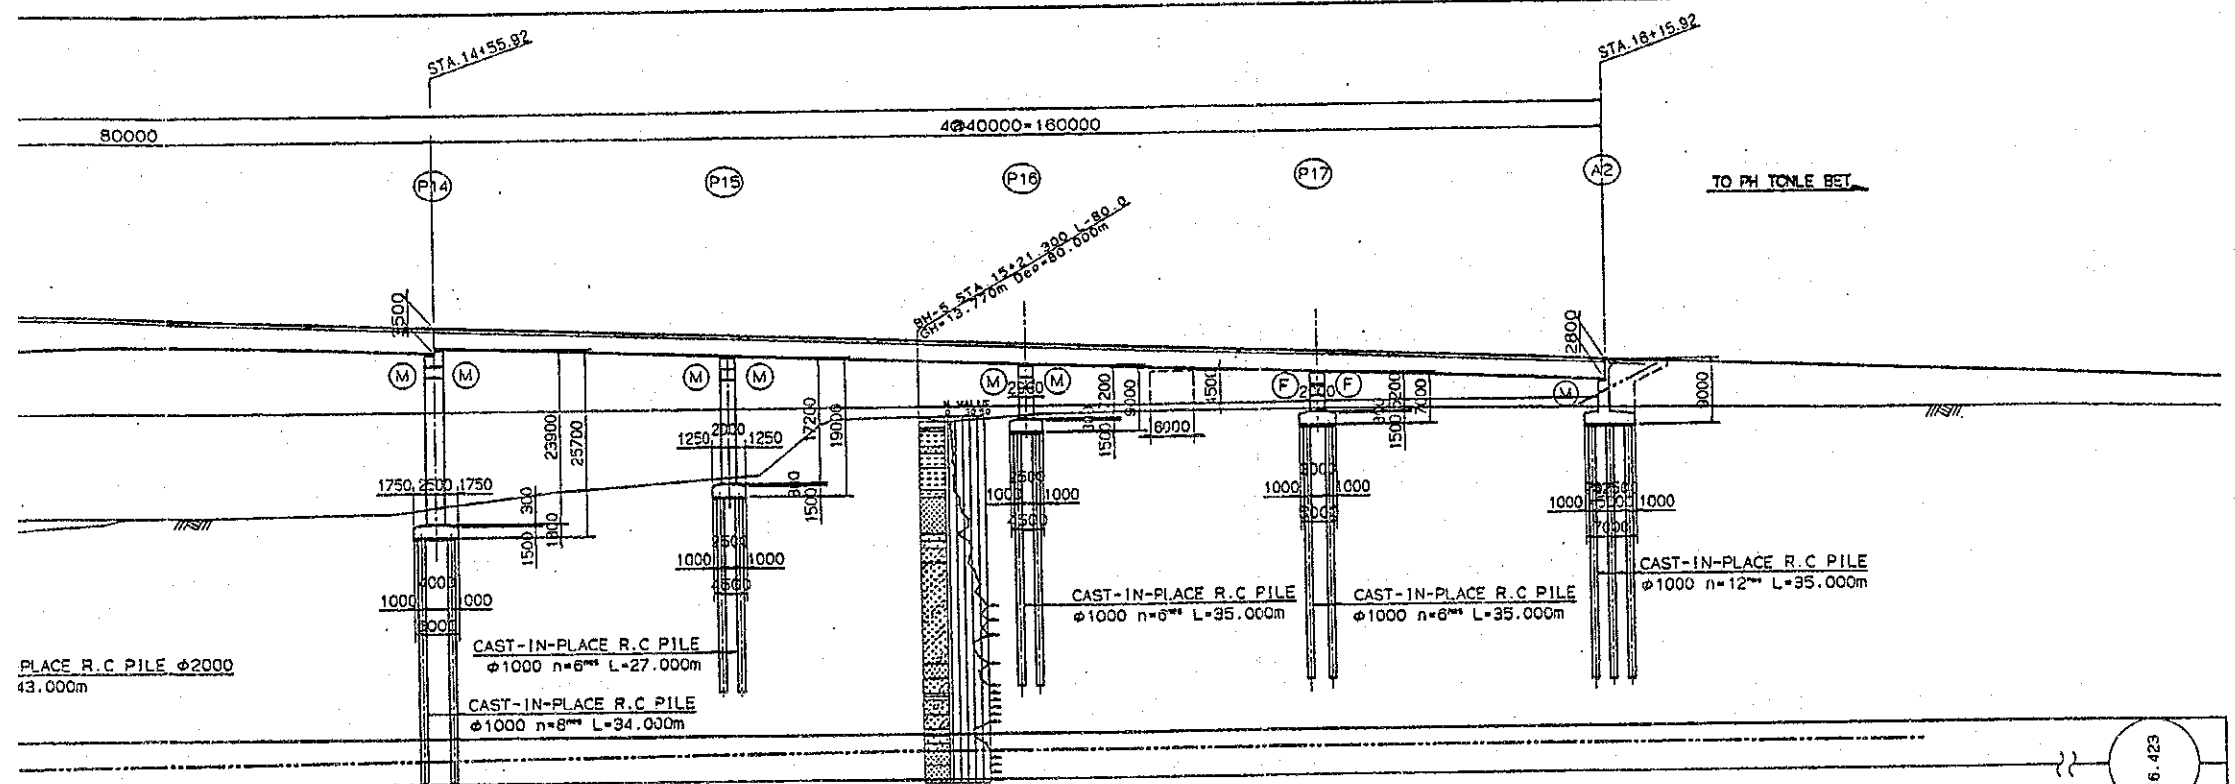 STA.14+55.92
STA.16+15.92
80000
4@40000=160000
P14
P15
P16
P17
A2
TO PH TONLE BET
BH-5 STA.15+21.300 L-80.0
GH=13.770m Dep=80.000m
3500
2800
M
M
M
M
M
M
F
F
M
23900
25700
17200
19000
7200
9000
4500
6000
5200
7000
9000
2000
1250
1250
1750
2500
1750
300
1500
1800
1500
1500
1500
1000
1000
1000
1000
1000
1000
1000
1000
1000
1000
7000
CAST-IN-PLACE R.C PILE
φ1000 n=12 L=35.000m
CAST-IN-PLACE R.C PILE
φ1000 n=6 L=35.000m
CAST-IN-PLACE R.C PILE
φ1000 n=6 L=35.000m
CAST-IN-PLACE R.C PILE
φ1000 n=6 L=27.000m
PLACE R.C PILE φ2000
43.000m
CAST-IN-PLACE R.C PILE
φ1000 n=8 L=34.000m
6.423